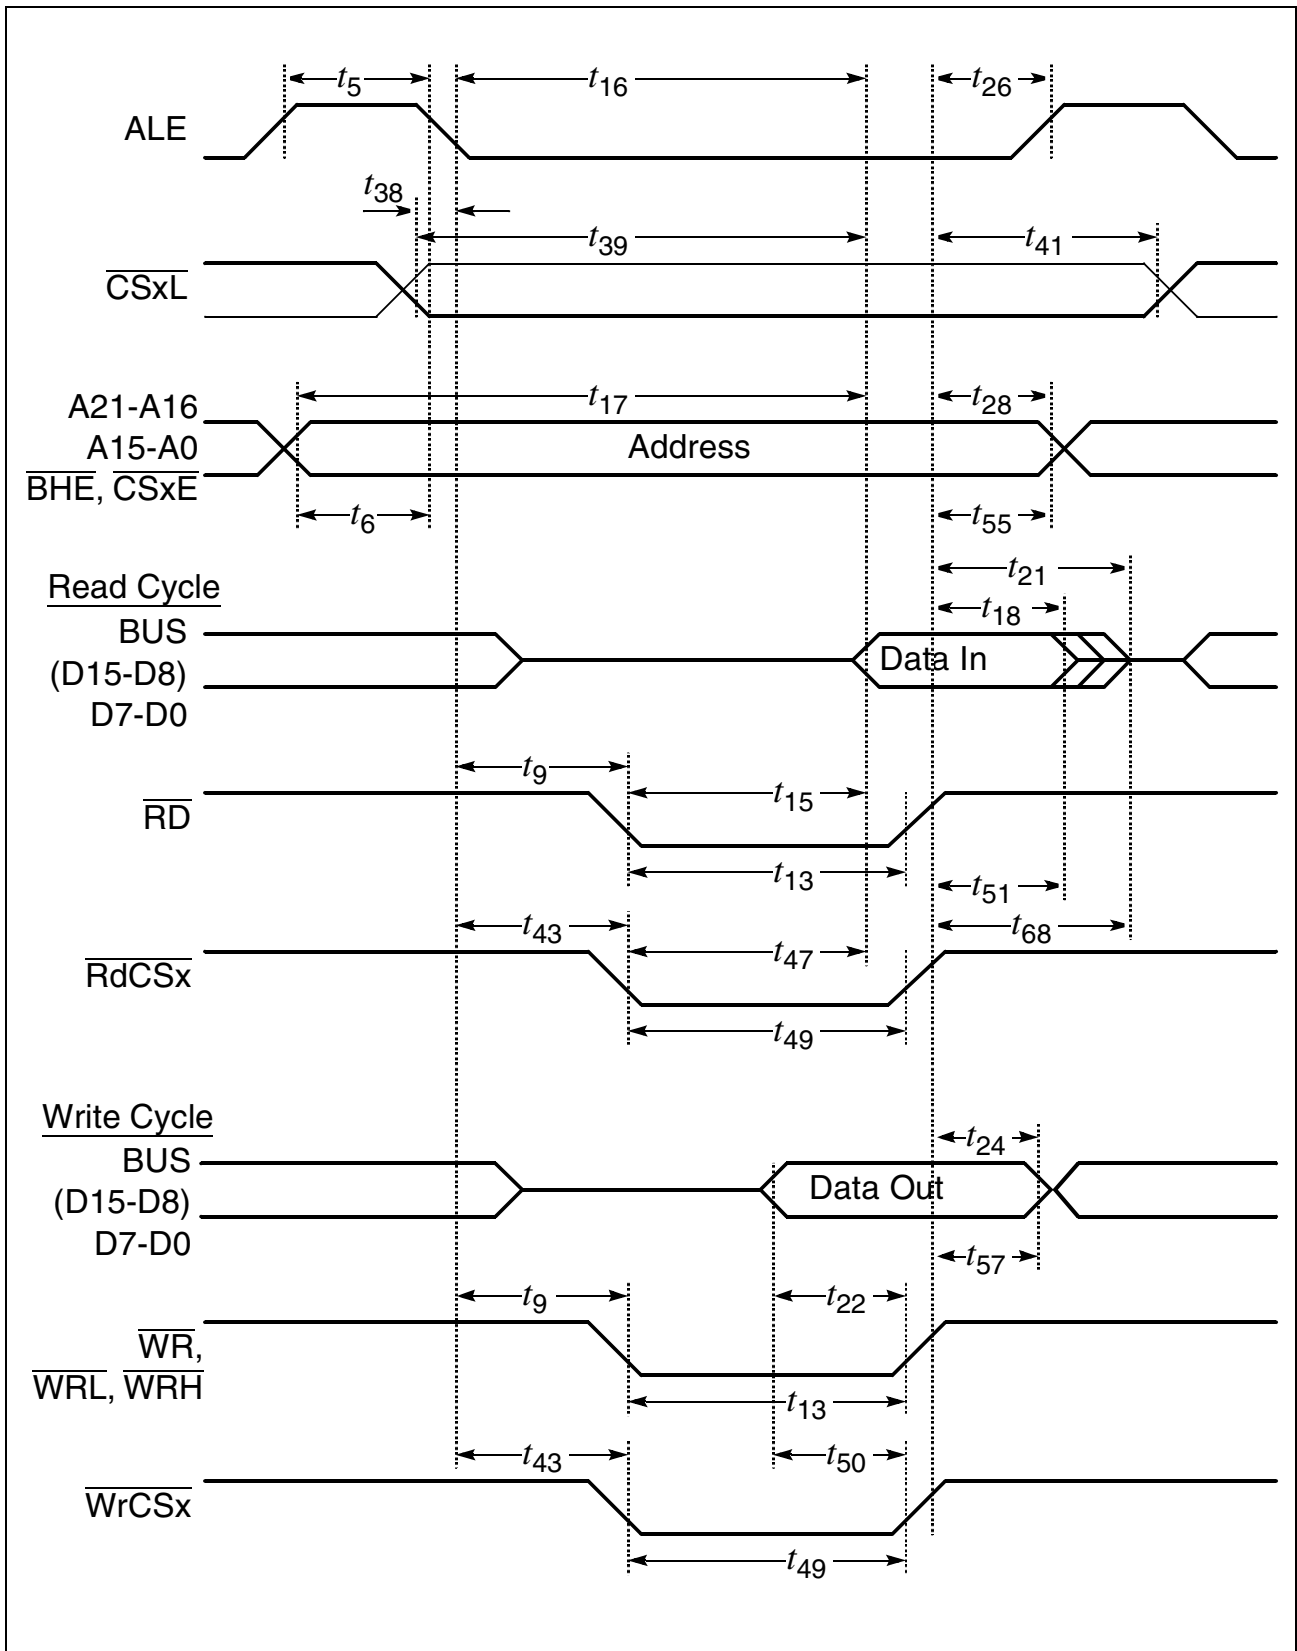 t5 t16 t26
ALE
t38
t39 t41
CSxL
t17 t28
A21-A16
A15-A0 Address
BHE, CSxE
t6 t55
t21
Read Cycle
t18
BUS
(D15-D8) Data In
D7-D0
t9
t15
RD
t13 t51
t43 t68
t47
RdCSx
t49
Write Cycle
t24
BUS
(D15-D8) Data Out
D7-D0
t57
t9 t22
WR,
WRL, WRH
t13
t43 t50
WrCSx
t49